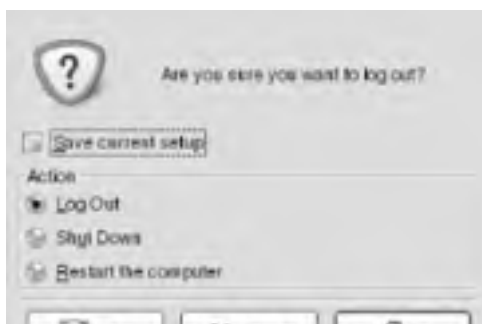 ?
Are you sure you want to log out?
Save current setup
Action
Log Out
Shut Down
Restart the computer